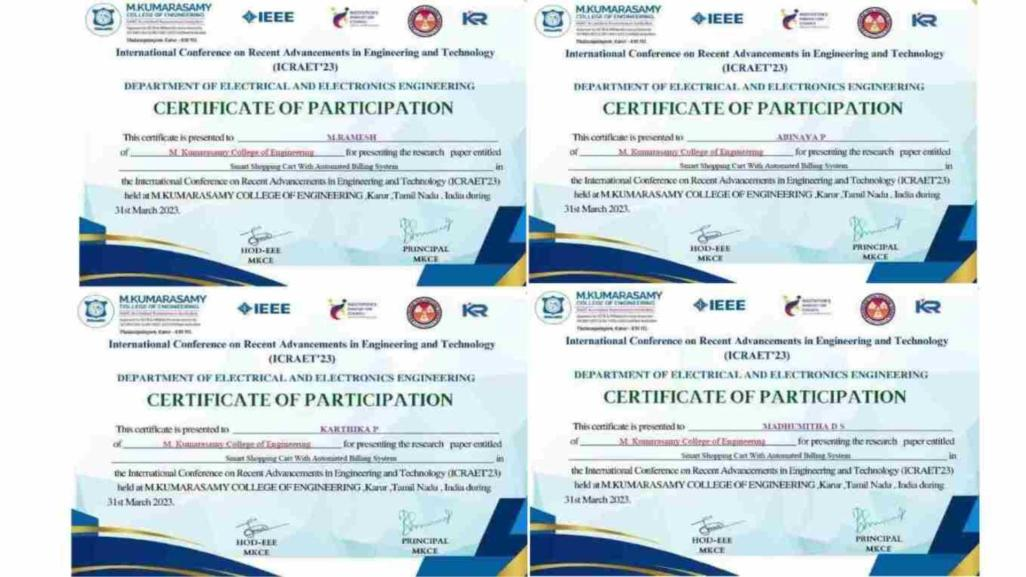 M.KUMARASAMY
COLLEGE OF ENGINEERING
IEEE
KR
International Conference on Recent Advancements in Engineering and Technology
(ICRAET'23)
DEPARTMENT OF ELECTRICAL AND ELECTRONICS ENGINEERING
CERTIFICATE OF PARTICIPATION
This certificate is presented to M.RAMESH
of M. Kumarasamy College of Engineering for presenting the research paper entitled
Smart Shopping Cart With Automated Billing System in
the International Conference on Recent Advancements in Engineering and Technology (ICRAET'23)
held at M.KUMARASAMY COLLEGE OF ENGINEERING ,Karur ,Tamil Nadu , India during
31st March 2023.
HOD-EEE
MKCE
PRINCIPAL
MKCE
M.KUMARASAMY
COLLEGE OF ENGINEERING
IEEE
KR
International Conference on Recent Advancements in Engineering and Technology
(ICRAET'23)
DEPARTMENT OF ELECTRICAL AND ELECTRONICS ENGINEERING
CERTIFICATE OF PARTICIPATION
This certificate is presented to ABINAYA P
of M. Kumarasamy College of Engineering for presenting the research paper entitled
Smart Shopping Cart With Automated Billing System in
the International Conference on Recent Advancements in Engineering and Technology (ICRAET'23)
held at M.KUMARASAMY COLLEGE OF ENGINEERING ,Karur ,Tamil Nadu , India during
31st March 2023.
HOD-EEE
MKCE
PRINCIPAL
MKCE
M.KUMARASAMY
COLLEGE OF ENGINEERING
IEEE
KR
International Conference on Recent Advancements in Engineering and Technology
(ICRAET'23)
DEPARTMENT OF ELECTRICAL AND ELECTRONICS ENGINEERING
CERTIFICATE OF PARTICIPATION
This certificate is presented to KARTHIKA P
of M. Kumarasamy College of Engineering for presenting the research paper entitled
Smart Shopping Cart With Automated Billing System in
the International Conference on Recent Advancements in Engineering and Technology (ICRAET'23)
held at M.KUMARASAMY COLLEGE OF ENGINEERING ,Karur ,Tamil Nadu , India during
31st March 2023.
HOD-EEE
MKCE
PRINCIPAL
MKCE
M.KUMARASAMY
COLLEGE OF ENGINEERING
IEEE
KR
International Conference on Recent Advancements in Engineering and Technology
(ICRAET'23)
DEPARTMENT OF ELECTRICAL AND ELECTRONICS ENGINEERING
CERTIFICATE OF PARTICIPATION
This certificate is presented to MADHUMITHA D S
of M. Kumarasamy College of Engineering for presenting the research paper entitled
Smart Shopping Cart With Automated Billing System in
the International Conference on Recent Advancements in Engineering and Technology (ICRAET'23)
held at M.KUMARASAMY COLLEGE OF ENGINEERING ,Karur ,Tamil Nadu , India during
31st March 2023.
HOD-EEE
MKCE
PRINCIPAL
MKCE